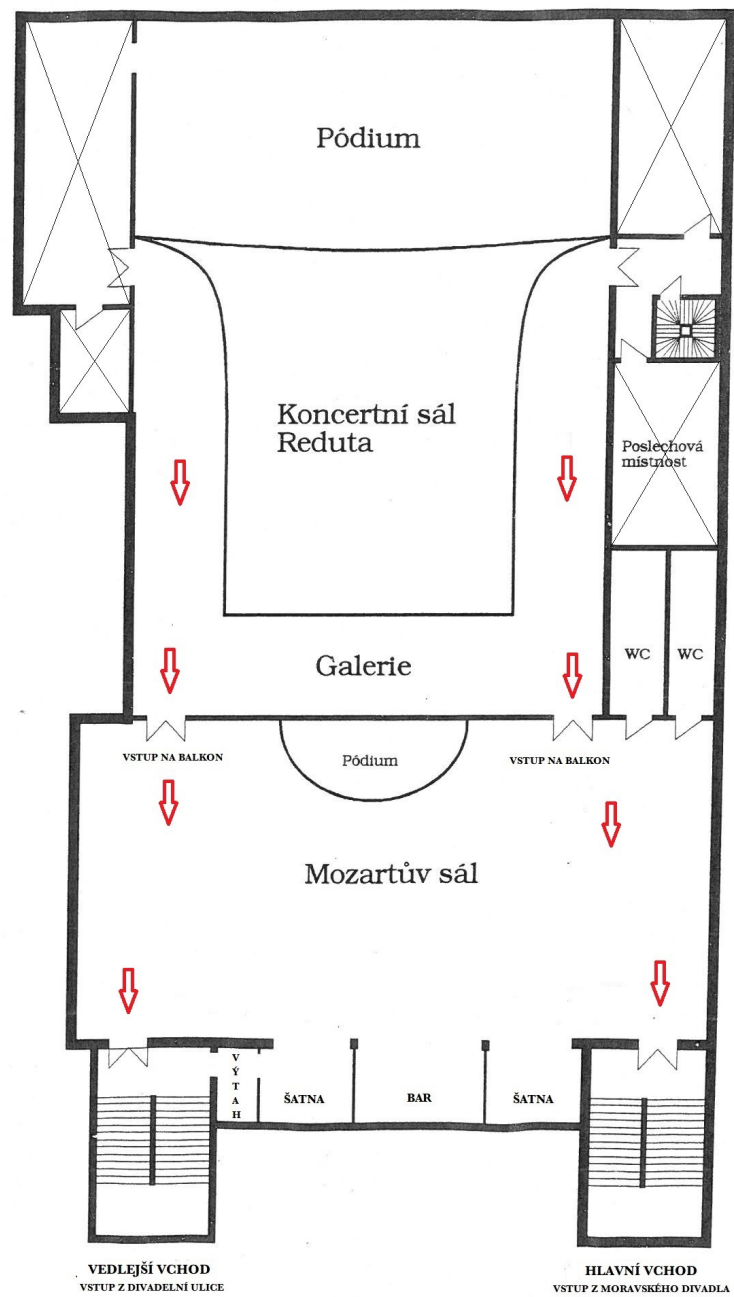 Pódium
Koncertní sál
Reduta
Poslechová
místnost
Galerie
WC
WC
VSTUP NA BALKON
Pódium
VSTUP NA BALKON
Mozartův sál
VÝTAH
ŠATNA
BAR
ŠATNA
VEDLEJŠÍ VCHOD
VSTUP Z DIVADELNÍ ULICE
HLAVNÍ VCHOD
VSTUP Z MORAVSKÉHO DIVADLA